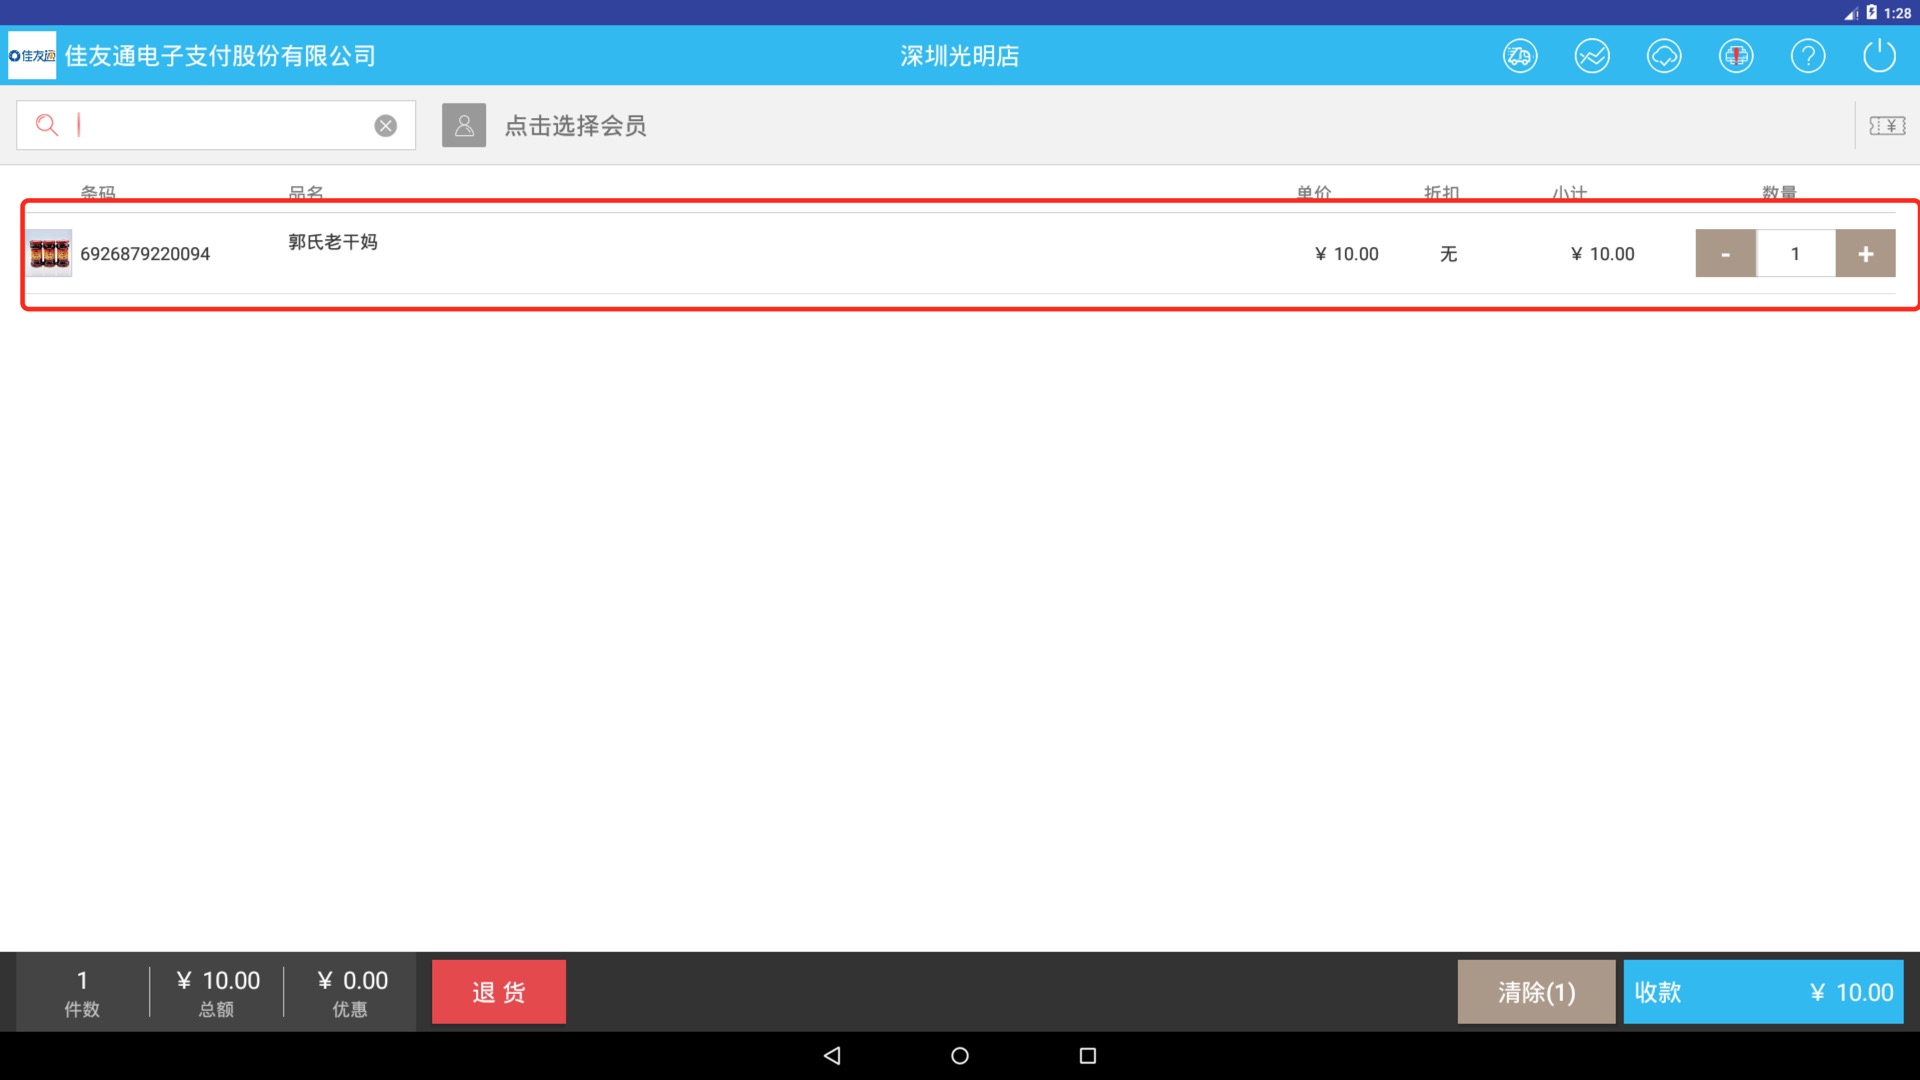 1:28
佳友通 佳友通电子支付股份有限公司 深圳光明店
点击选择会员
条码 品名 单价 折扣 小计 数量
6926879220094 郭氏老干妈 ¥ 10.00 无 ¥ 10.00 - 1 +
1 ¥ 10.00 ¥ 0.00
件数 总额 优惠
退 货 清除(1) 收款 ¥ 10.00